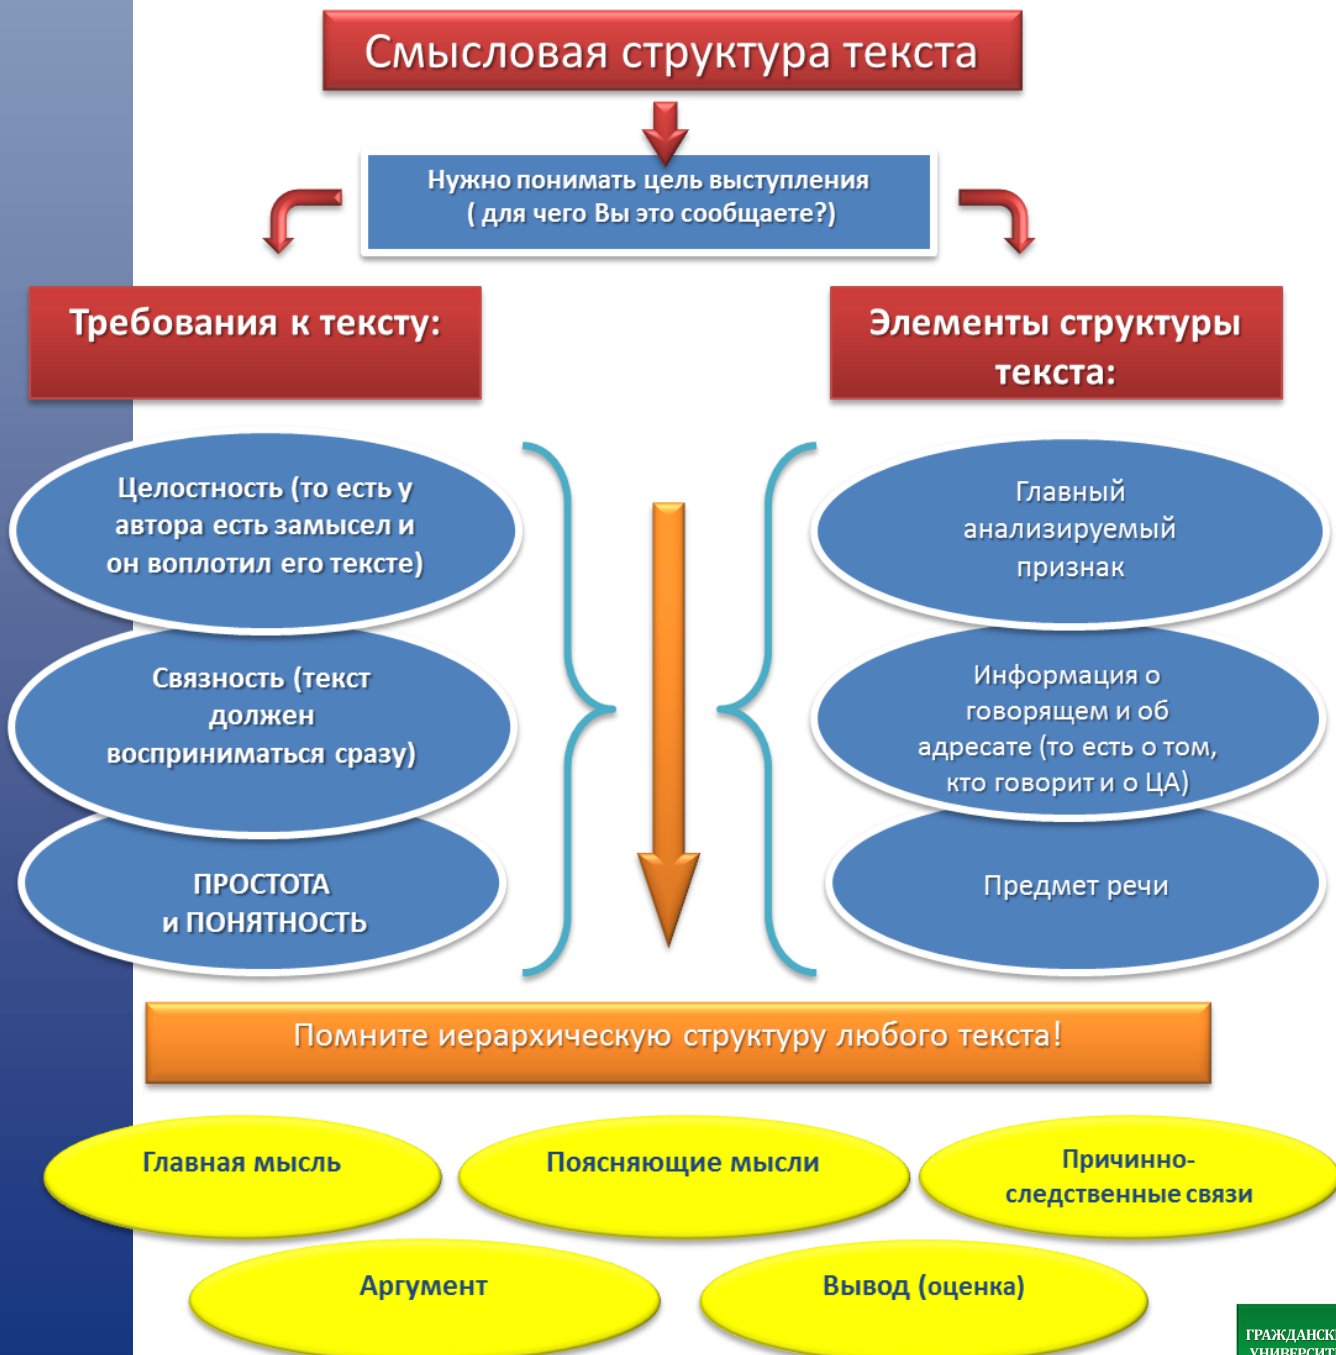 Смысловая структура текста
Нужно понимать цель выступления
( для чего Вы это сообщаете?)
Требования к тексту:
Элементы структуры
текста:
Целостность (то есть у
автора есть замысел и
он воплотил его тексте)
Связность (текст
должен
восприниматься сразу)
ПРОСТОТА
и ПОНЯТНОСТЬ
Главный
анализируемый
признак
Информация о
говорящем и об
адресате (то есть о том,
кто говорит и о ЦА)
Предмет речи
Помните иерархическую структуру любого текста!
Главная мысль
Поясняющие мысли
Причинно-
следственные связи
Аргумент
Вывод (оценка)